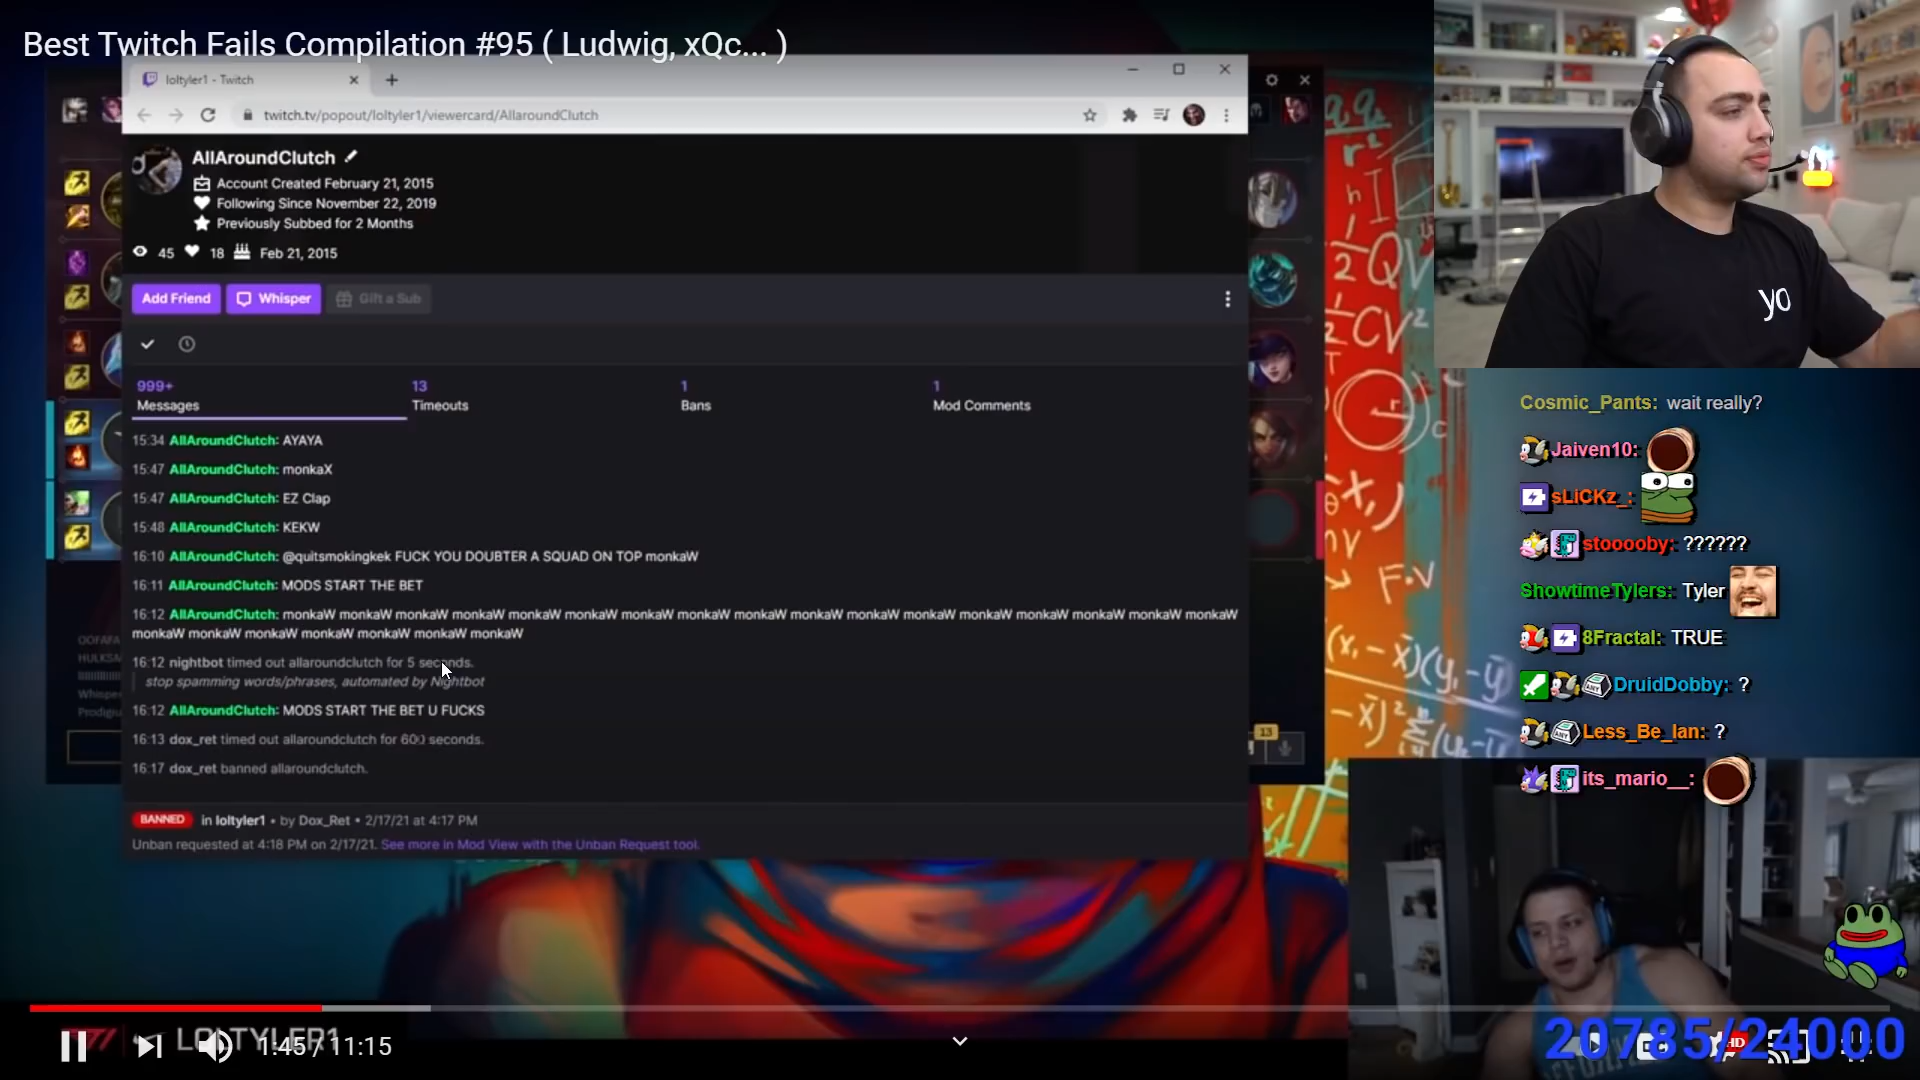 Best Twitch Fails Compilation #95 ( Ludwig, xQc... )
loltyler1 - Twitch
twitch.tv/popout/loltyler1/viewercard/AllaroundClutch
AllAroundClutch
Account Created February 21, 2015
Following Since November 22, 2019
Previously Subbed for 2 Months
45 18 Feb 21, 2015
Add Friend Whisper Gift a Sub
999+ 13 1 1
Messages Timeouts Bans Mod Comments
15:34 AllAroundClutch: AYAYA
15:47 AllAroundClutch: monkaX
15:47 AllAroundClutch: EZ Clap
15:48 AllAroundClutch: KEKW
16:10 AllAroundClutch: @quitsmokingkek FUCK YOU DOUBTER A SQUAD ON TOP monkaW
16:11 AllAroundClutch: MODS START THE BET
16:12 AllAroundClutch: monkaW monkaW monkaW monkaW monkaW monkaW monkaW monkaW monkaW monkaW monkaW monkaW monkaW monkaW monkaW monkaW monkaW
monkaW monkaW monkaW monkaW monkaW monkaW monkaW
16:12 nightbot timed out allaroundclutch for 5 seconds.
stop spamming words/phrases, automated by Nightbot
16:12 AllAroundClutch: MODS START THE BET U FUCKS
16:13 dox_ret timed out allaroundclutch for 600 seconds.
16:17 dox_ret banned allaroundclutch.
BANNED in loltyler1 • by Dox_Ret • 2/17/21 at 4:17 PM
Unban requested at 4:18 PM on 2/17/21. See more in Mod View with the Unban Request tool.
yo
Cosmic_Pants: wait really?
Jaiven10:
sLiCKz_:
stooooby: ??????
ShowtimeTylers: Tyler
8Fractal: TRUE
DruidDobby: ?
Less_Be_Ian: ?
its_mario__:
13
LOLTYLER1
1:45 / 11:15
HD
20785/24000